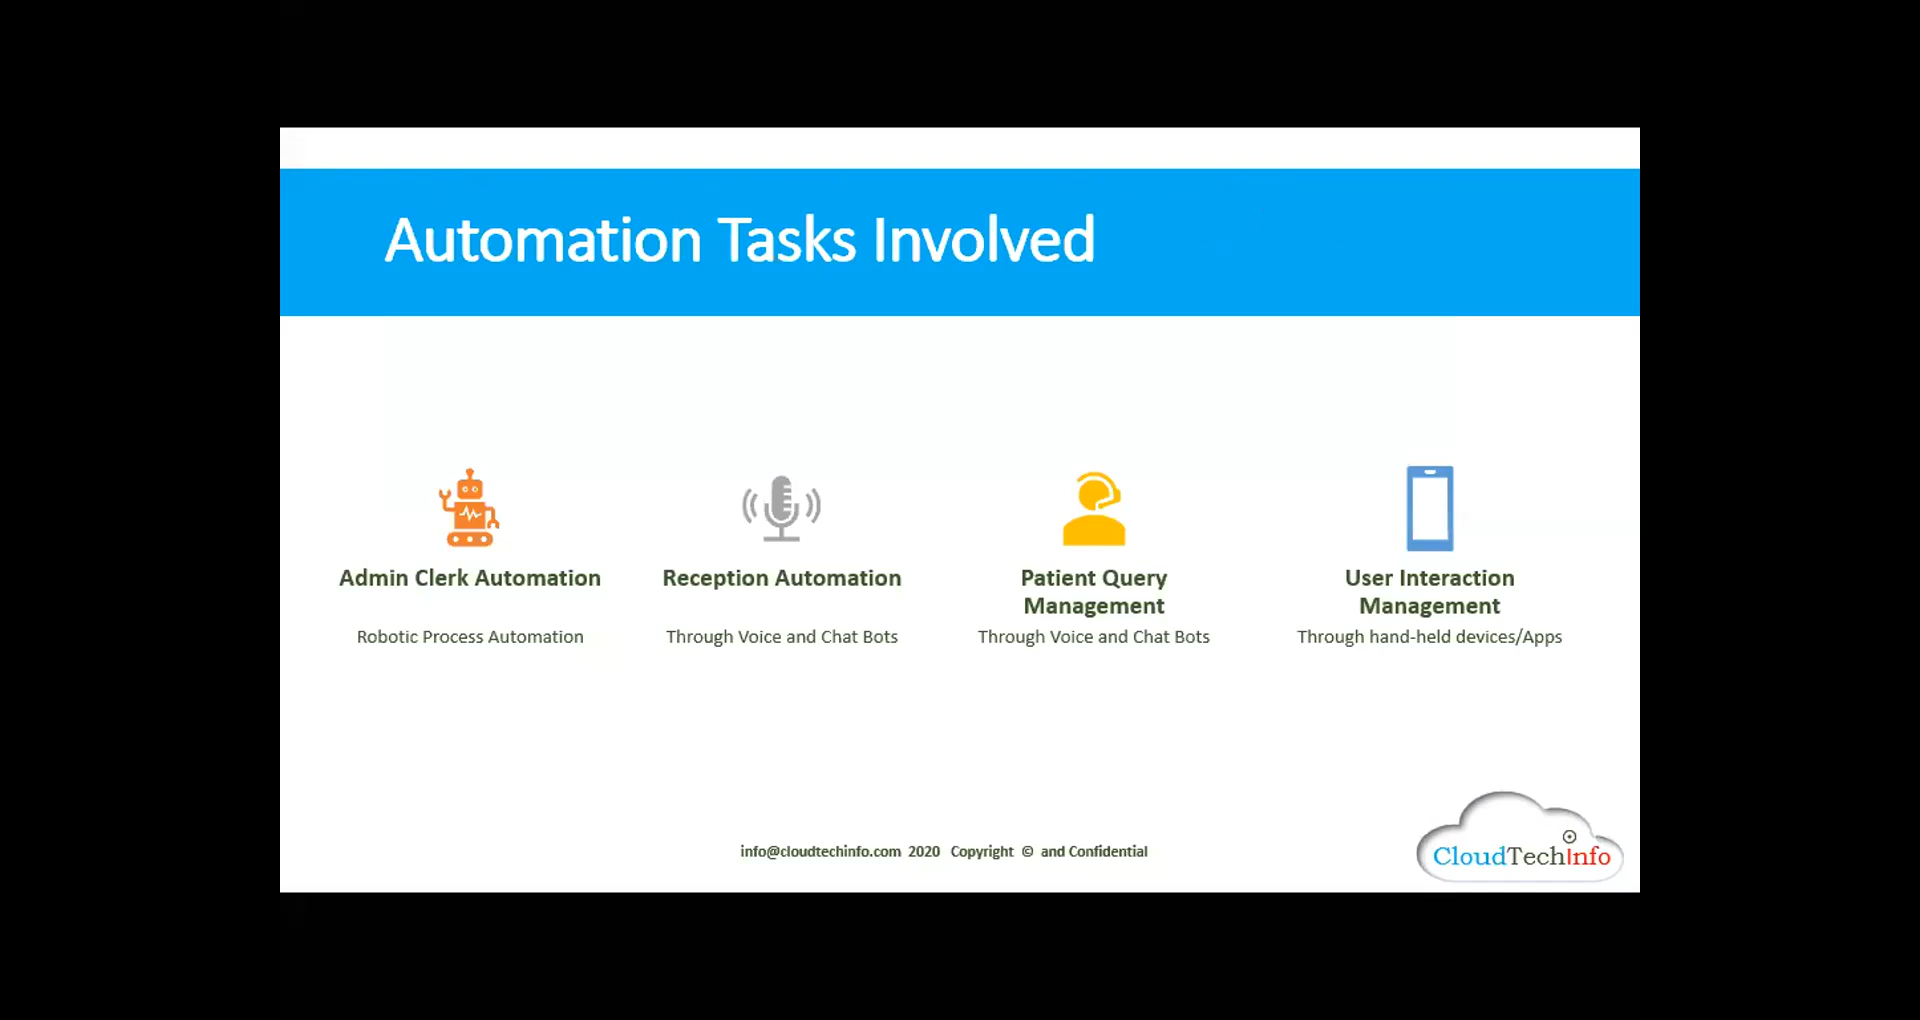 Automation Tasks Involved
Admin Clerk Automation
Robotic Process Automation
Reception Automation
Through Voice and Chat Bots
Patient Query
Management
Through Voice and Chat Bots
User Interaction
Management
Through hand-held devices/Apps
info@cloudtechinfo.com 2020 Copyright © and Confidential
CloudTechInfo